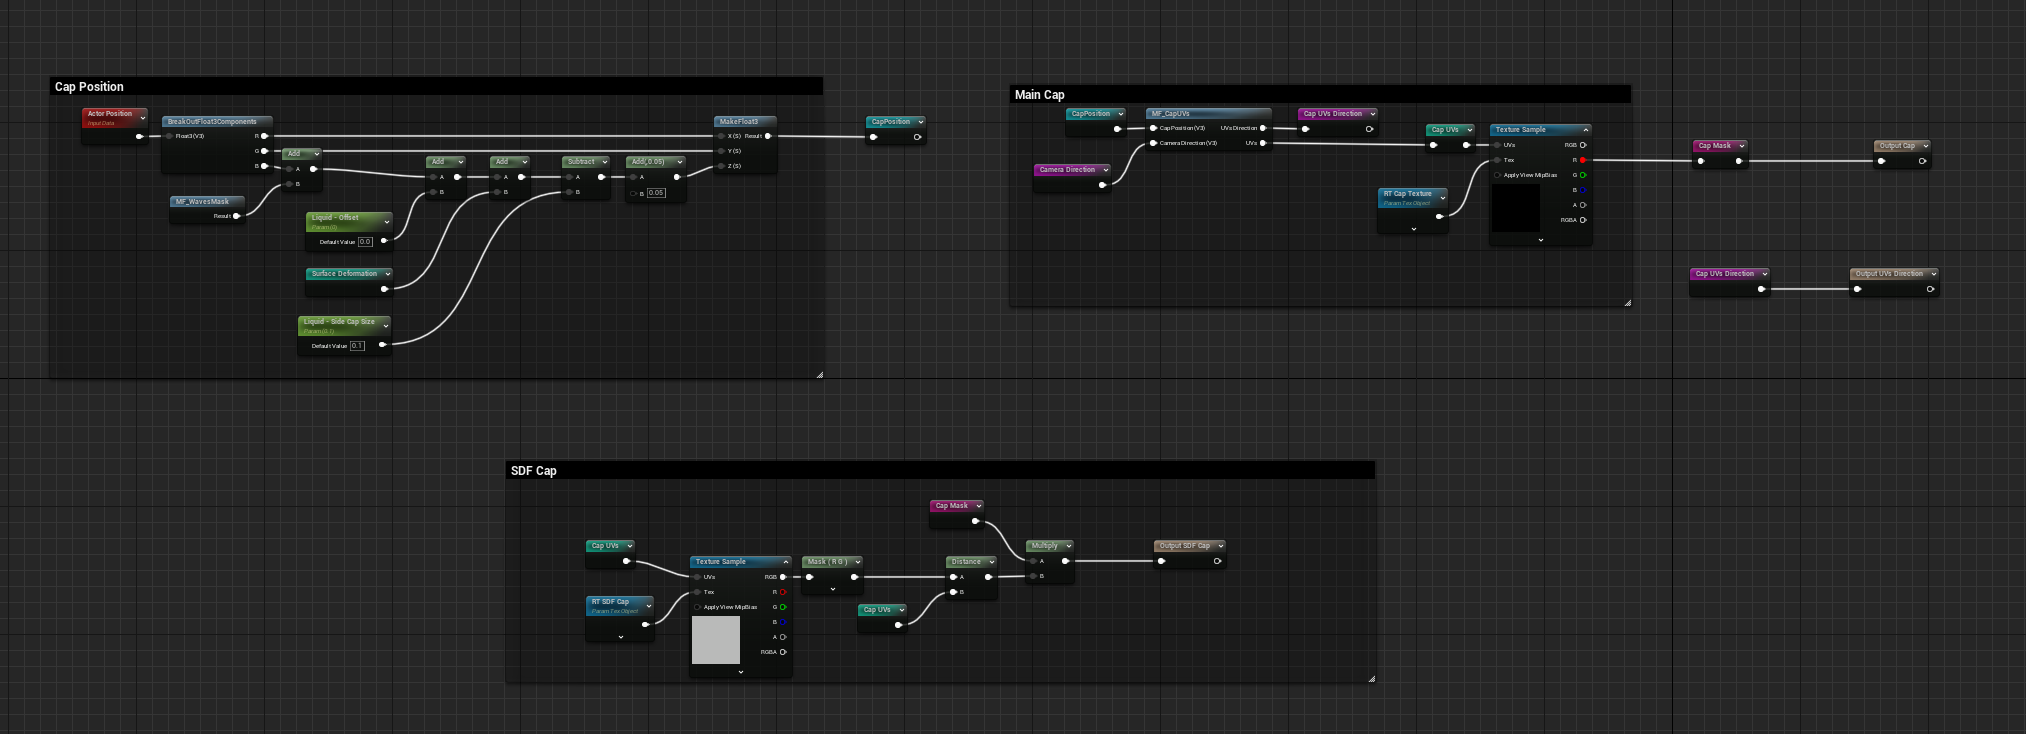 Cap Position
Actor Position
Input Data
BreakOutFloat3Components
Float3(V3)
R
G
B
MF_WavesMask
Result
Add
A
B
Liquid - Offset
Param (0)
Default Value 0.0
Surface Deformation
Liquid - Side Cap Size
Param (0.1)
Default Value 0.1
Add
A
B
Add
A
B
Subtract
A
B
Add(,0.05)
A
B 0.05
MakeFloat3
X (S) Result
Y (S)
Z (S)
CapPosition
Main Cap
CapPosition
Camera Direction
MF_CapUVs
CapPosition (V3) UVs Direction
Camera Direction (V3) UVs
Cap UVs Direction
Cap UVs
RT Cap Texture
Param Tex Object
Texture Sample
UVs RGB
Tex R
Apply View MipBias G
B
A
RGBA
Cap Mask
Output Cap
Cap UVs Direction
Output UVs Direction
SDF Cap
Cap UVs
RT SDF Cap
Param Tex Object
Texture Sample
UVs RGB
Tex R
Apply View MipBias G
B
A
RGBA
Mask ( R G )
Cap UVs
Cap Mask
Distance
A
B
Multiply
A
B
Output SDF Cap